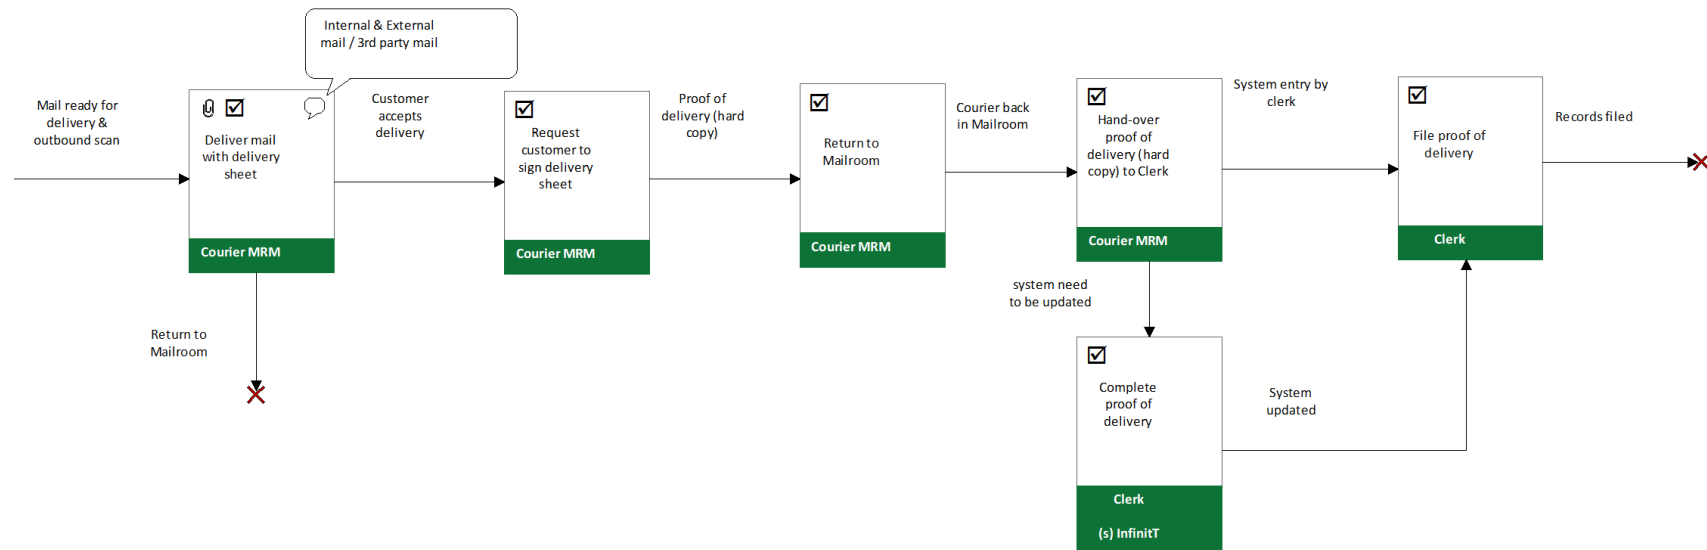 Internal & External
mail / 3rd party mail
Mail ready for
delivery &
outbound scan
Deliver mail
with delivery
sheet
Courier MRM
Return to
Mailroom
Customer
accepts
delivery
Request
customer to
sign delivery
sheet
Courier MRM
Proof of
delivery (hard
copy)
Return to
Mailroom
Courier MRM
Courier back
in Mailroom
Hand-over
proof of
delivery (hard
copy) to Clerk
Courier MRM
System entry by
clerk
File proof of
delivery
Clerk
Records filed
system need
to be updated
Complete
proof of
delivery
Clerk
(s) InfinitT
System
updated